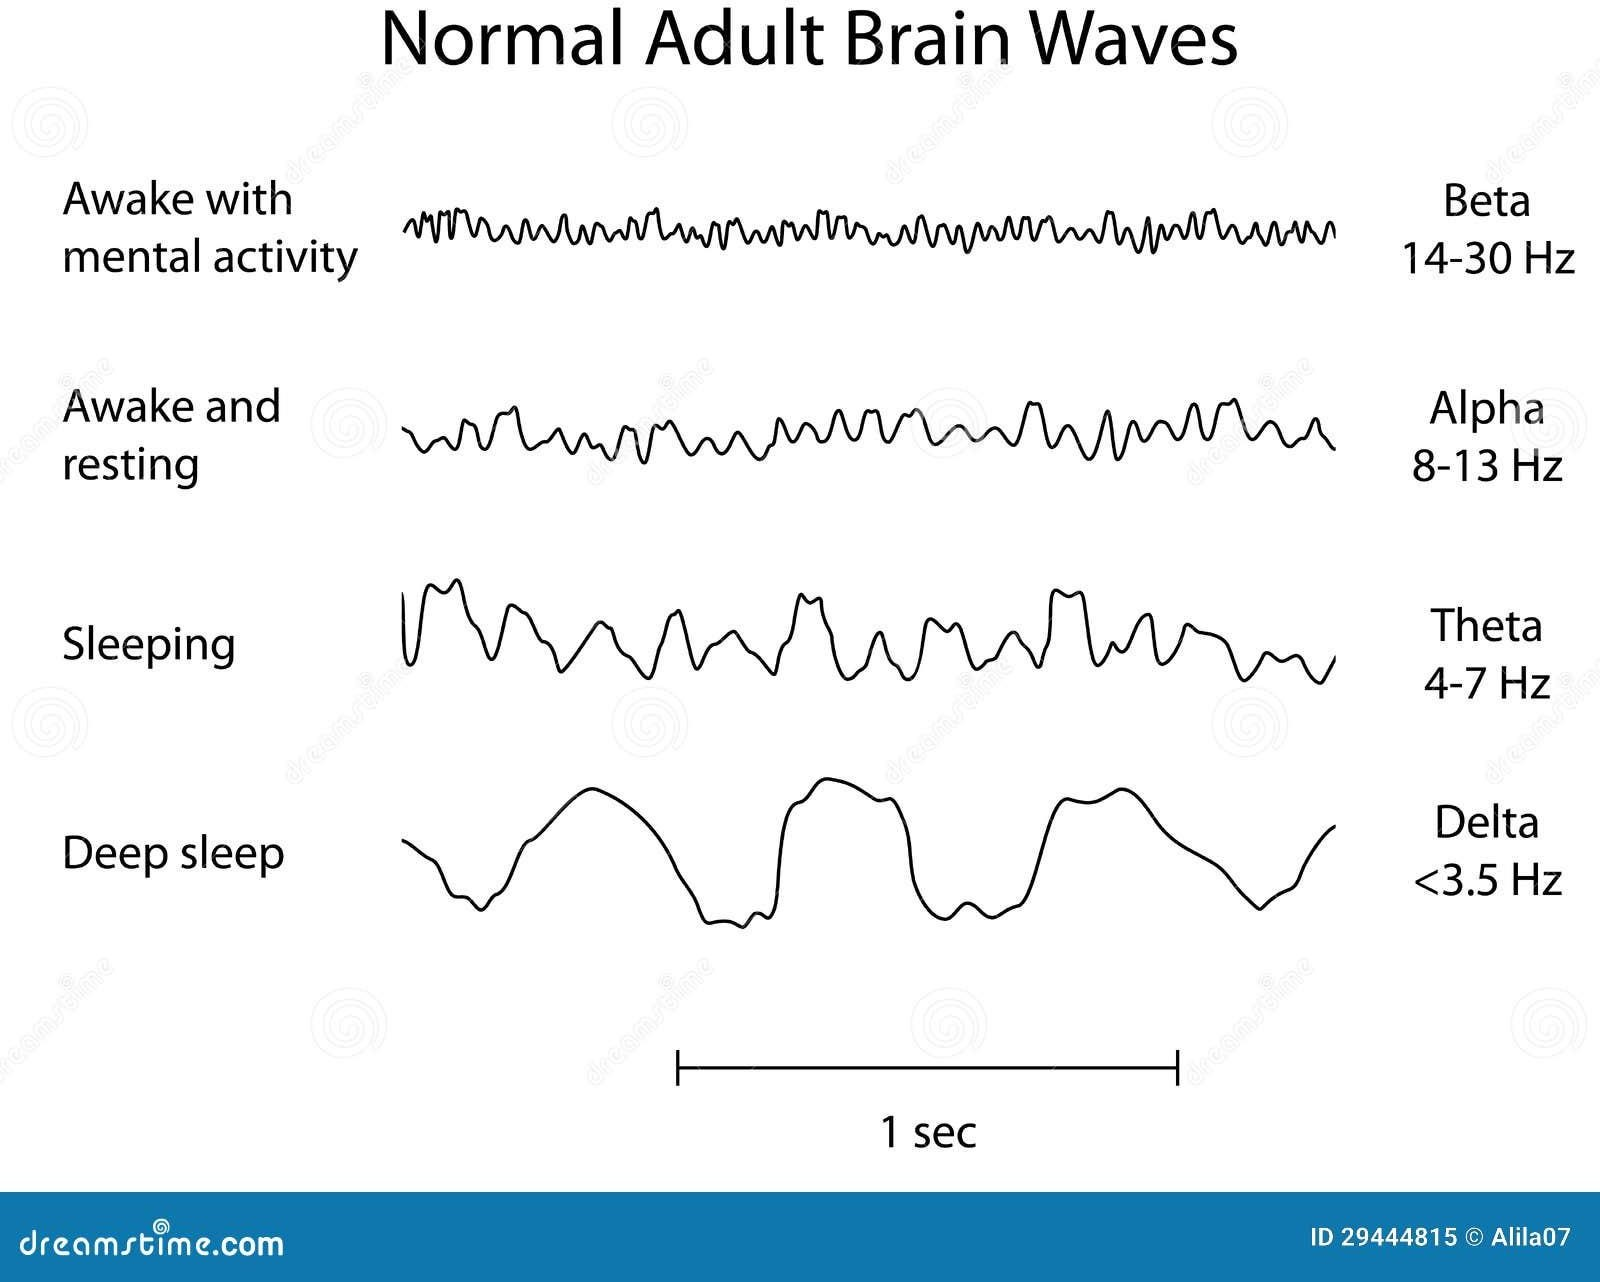 Normal Adult Brain Waves
Awake with
mental activity
Beta
14-30 Hz
Awake and
resting
Alpha
8-13 Hz
Sleeping
Theta
4-7 Hz
Deep sleep
Delta
<3.5 Hz
1 sec
dreamstime.com
ID 29444815 © Alila07